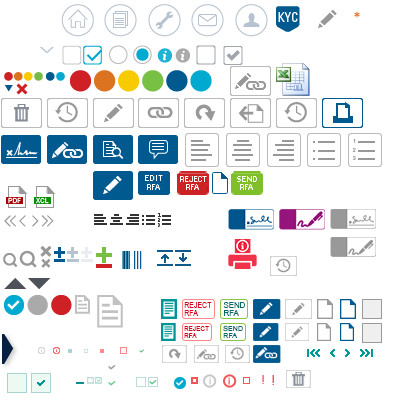 KYC
*
1
2
3
EDIT
RFA
REJECT
RFA
SEND
RFA
PDF
XCL
REJECT
RFA
SEND
RFA
REJECT
RFA
SEND
RFA
! !